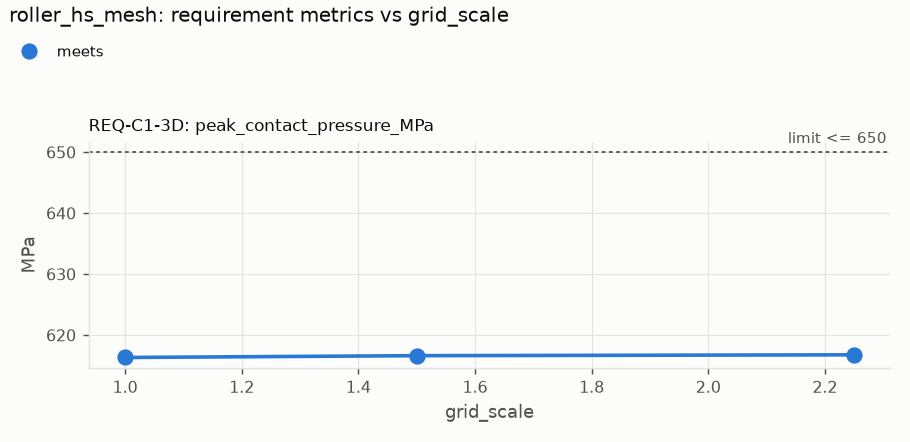 roller_hs_mesh: requirement metrics vs grid_scale
meets
REQ-C1-3D: peak_contact_pressure_MPa
limit <= 650
650
640
630
620
MPa
1.0 1.2 1.4 1.6 1.8 2.0 2.2
grid_scale